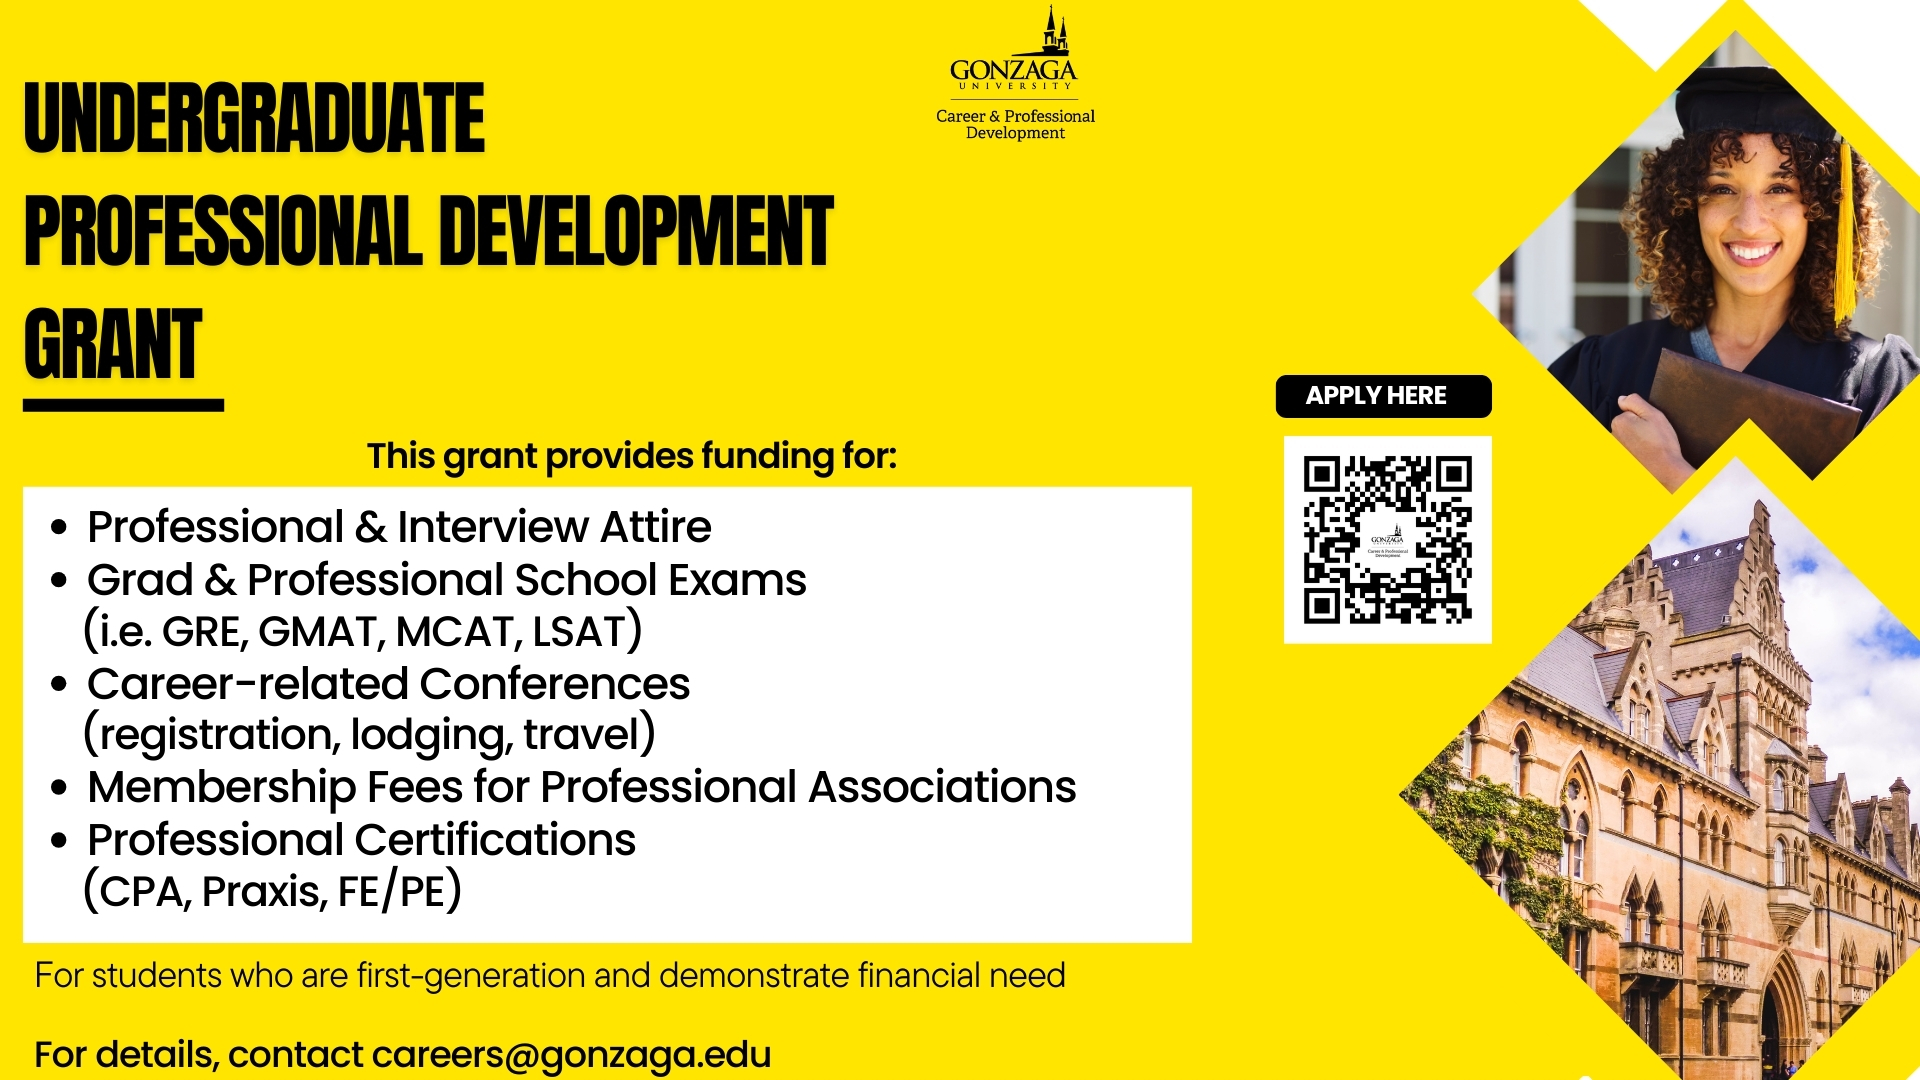 GONZAGA
UNIVERSITY
Career & Professional
Development
UNDERGRADUATE
PROFESSIONAL DEVELOPMENT
GRANT
This grant provides funding for:
• Professional & Interview Attire
• Grad & Professional School Exams
(i.e. GRE, GMAT, MCAT, LSAT)
• Career-related Conferences
(registration, lodging, travel)
• Membership Fees for Professional Associations
• Professional Certifications
(CPA, Praxis, FE/PE)
For students who are first-generation and demonstrate financial need
For details, contact careers@gonzaga.edu
APPLY HERE
GONZAGA
UNIVERSITY
Career & Professional
Development